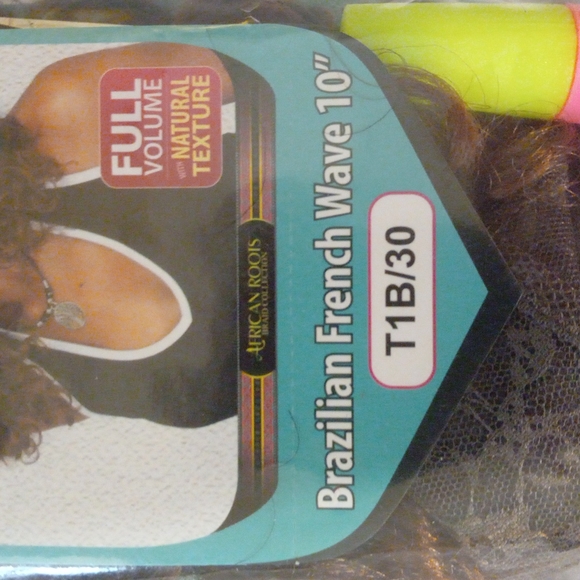 FULL
VOLUME
WITH NATURAL
TEXTURE
AFRICAN ROOTS
BRAID COLLECTION
Brazilian French Wave 10"
T1B/30